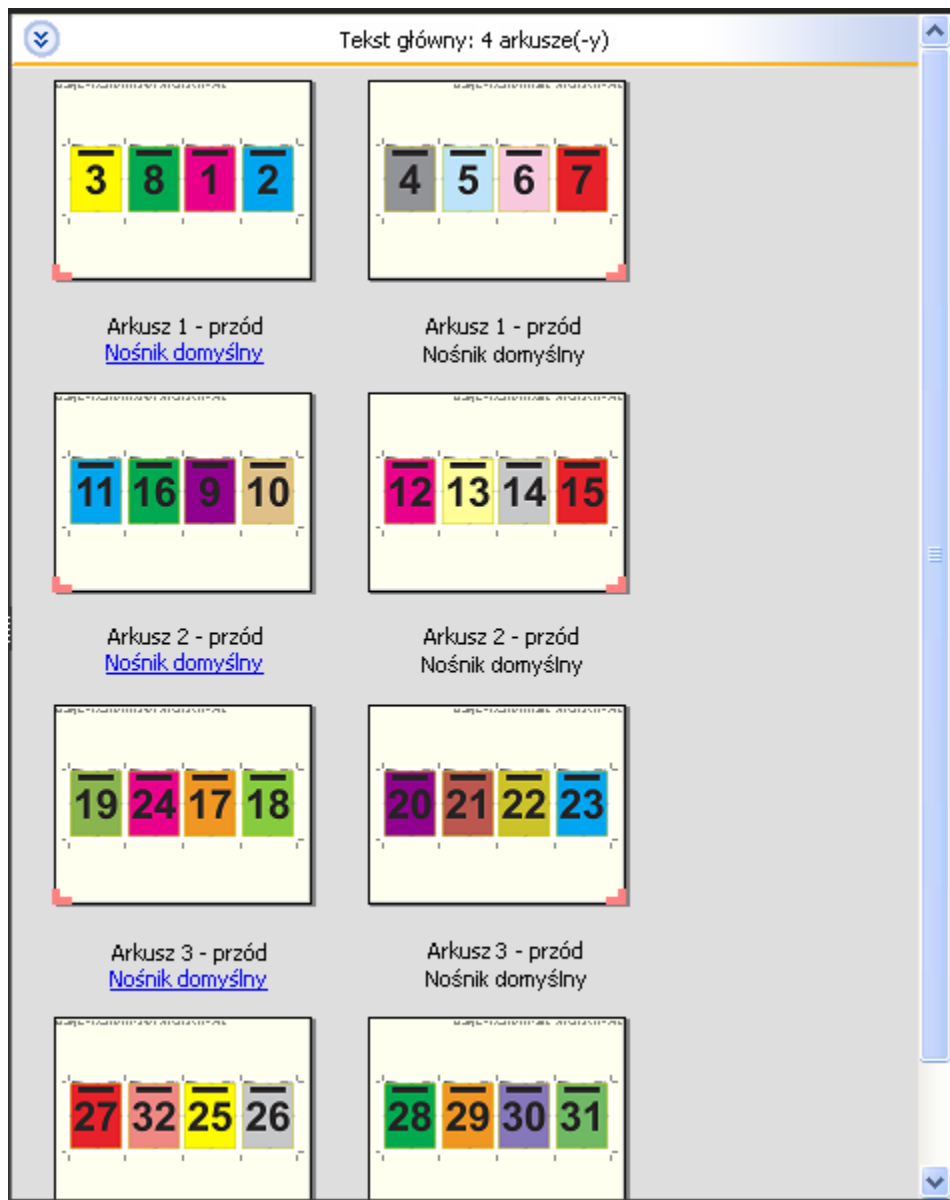 Tekst główny: 4 arkusze(-y)
3 8 1 2
4 5 6 7
Arkusz 1 - przód
Nośnik domyślny
Arkusz 1 - przód
Nośnik domyślny
11 16 9 10
12 13 14 15
Arkusz 2 - przód
Nośnik domyślny
Arkusz 2 - przód
Nośnik domyślny
19 24 17 18
20 21 22 23
Arkusz 3 - przód
Nośnik domyślny
Arkusz 3 - przód
Nośnik domyślny
27 32 25 26
28 29 30 31